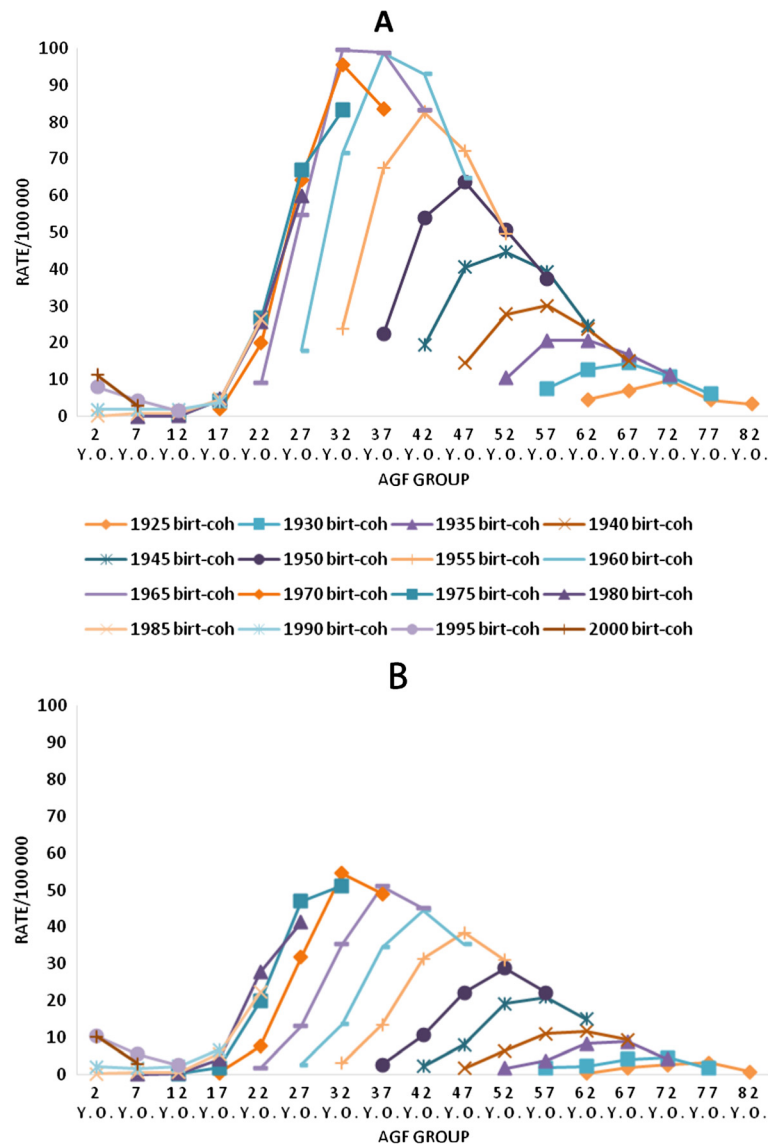 A
100
90
80
70
60
50
40
30
20
10
0
RATE/100 000
2 7 12 17 22 27 32 37 42 47 52 57 62 67 72 77 82
Y.O. Y.O. Y.O. Y.O. Y.O. Y.O. Y.O. Y.O. Y.O. Y.O. Y.O. Y.O. Y.O. Y.O. Y.O. Y.O. Y.O.
AGF GROUP
1925 birt-coh 1930 birt-coh 1935 birt-coh 1940 birt-coh
1945 birt-coh 1950 birt-coh 1955 birt-coh 1960 birt-coh
1965 birt-coh 1970 birt-coh 1975 birt-coh 1980 birt-coh
1985 birt-coh 1990 birt-coh 1995 birt-coh 2000 birt-coh
B
100
90
80
70
60
50
40
30
20
10
0
RATE/100 000
2 7 12 17 22 27 32 37 42 47 52 57 62 67 72 77 82
Y.O. Y.O. Y.O. Y.O. Y.O. Y.O. Y.O. Y.O. Y.O. Y.O. Y.O. Y.O. Y.O. Y.O. Y.O. Y.O. Y.O.
AGF GROUP